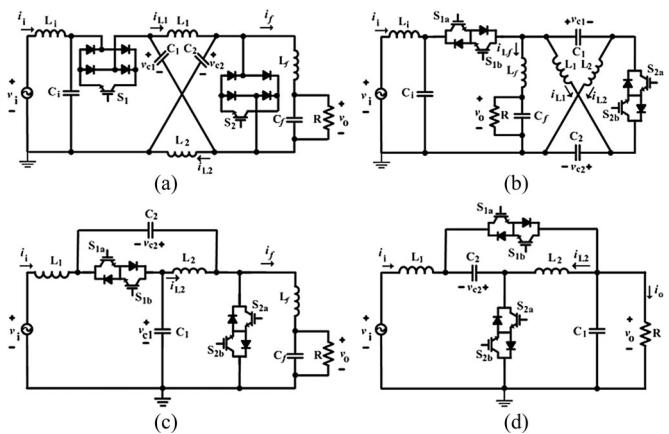 i_i L_i i_L1 L_1 i_f
C_1 C_2
v_c1 v_c2
+ - + -
L_f
S_1
C_i
+ v_i -
S_2
C_f R + v_o -
L_2
i_L2
(a)
i_i L_i S_1a
S_1b
i_Lf
L_f
+ v_c1 -
C_1
L_1 L_2
i_L1 i_L2
S_2a
S_2b
C_i
+ v_i -
+ v_o - R C_f
C_2
- v_c2 +
(b)
C_2
- v_c2 +
i_i L_1 S_1a
S_1b
L_2
i_L2
i_f
L_f
+ v_c1 - C_1
S_2a
S_2b
+ v_i -
C_f R + v_o -
(c)
S_1a
S_1b
i_i L_1 C_2
- v_c2 +
L_2 i_L2
i_o
S_2a
S_2b
C_1
+ v_i -
+ v_o - R
(d)